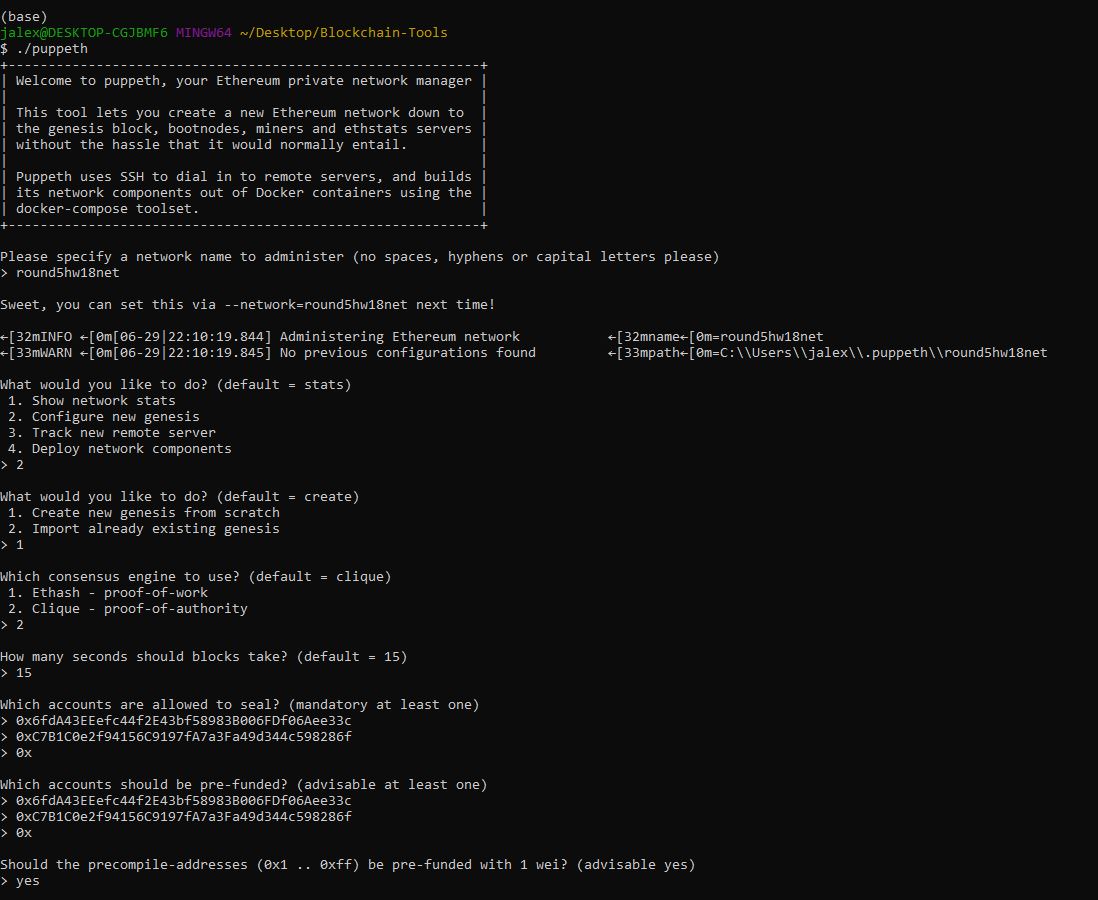 (base)
jalex@DESKTOP-CGJBMF6 MINGW64 ~/Desktop/Blockchain-Tools
$ ./puppeth
+-----------------------------------------------------------+
| Welcome to puppeth, your Ethereum private network manager |
|                                                           |
| This tool lets you create a new Ethereum network down to  |
| the genesis block, bootnodes, miners and ethstats servers |
| without the hassle that it would normally entail.         |
|                                                           |
| Puppeth uses SSH to dial in to remote servers, and builds |
| its network components out of Docker containers using the |
| docker-compose toolset.                                   |
+-----------------------------------------------------------+
Please specify a network name to administer (no spaces, hyphens or capital letters please)
> round5hw18net
Sweet, you can set this via --network=round5hw18net next time!
←[32mINFO ←[0m[06-29|22:10:19.844] Administering Ethereum network           ←[32mname←[0m=round5hw18net
←[33mWARN ←[0m[06-29|22:10:19.845] No previous configurations found         ←[33mpath←[0m=C:\\Users\\jalex\\.puppeth\\round5hw18net
What would you like to do? (default = stats)
 1. Show network stats
 2. Configure new genesis
 3. Track new remote server
 4. Deploy network components
> 2
What would you like to do? (default = create)
 1. Create new genesis from scratch
 2. Import already existing genesis
> 1
Which consensus engine to use? (default = clique)
 1. Ethash - proof-of-work
 2. Clique - proof-of-authority
> 2
How many seconds should blocks take? (default = 15)
> 15
Which accounts are allowed to seal? (mandatory at least one)
> 0x6fdA43EEefc44f2E43bf58983B006FDf06Aee33c
> 0xC7B1C0e2f94156C9197fA7a3Fa49d344c598286f
> 0x
Which accounts should be pre-funded? (advisable at least one)
> 0x6fdA43EEefc44f2E43bf58983B006FDf06Aee33c
> 0xC7B1C0e2f94156C9197fA7a3Fa49d344c598286f
> 0x
Should the precompile-addresses (0x1 .. 0xff) be pre-funded with 1 wei? (advisable yes)
> yes